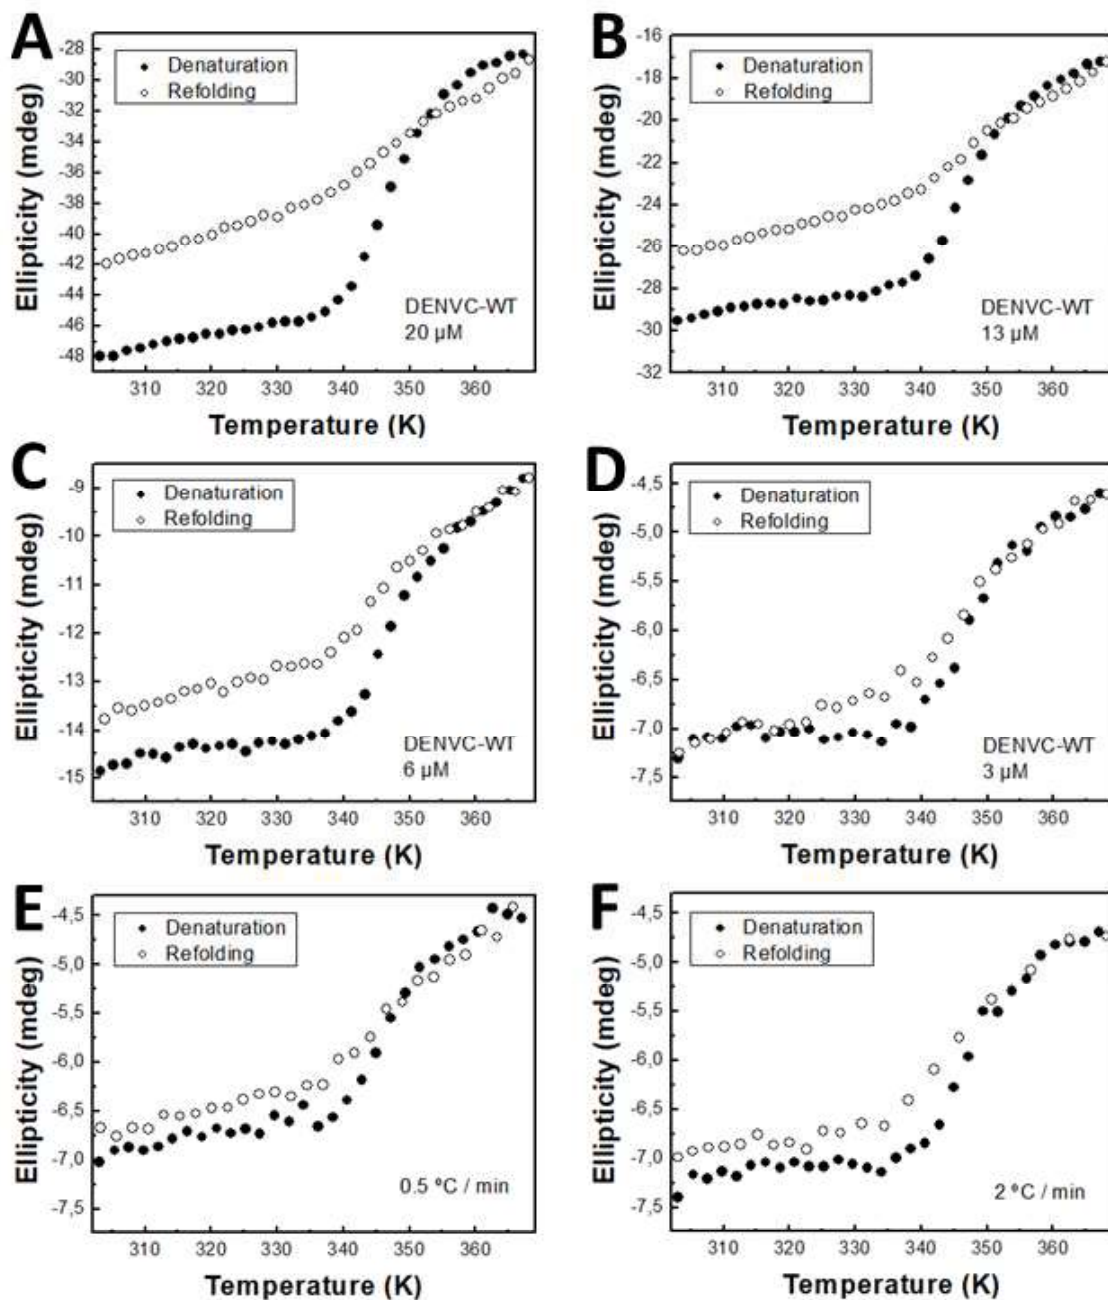 A
B
-28
-30
-32
-34
-36
-38
-40
-42
-44
-46
-48
Ellipticity (mdeg)
Denaturation
Refolding
DENVC-WT
20 µM
310 320 330 340 350 360
Temperature (K)
-16
-18
-20
-22
-24
-26
-28
-30
-32
Ellipticity (mdeg)
Denaturation
Refolding
DENVC-WT
13 µM
310 320 330 340 350 360
Temperature (K)
C
D
-9
-10
-11
-12
-13
-14
-15
Ellipticity (mdeg)
Denaturation
Refolding
DENVC-WT
6 µM
310 320 330 340 350 360
Temperature (K)
-4,5
-5,0
-5,5
-6,0
-6,5
-7,0
-7,5
Ellipticity (mdeg)
Denaturation
Refolding
DENVC-WT
3 µM
310 320 330 340 350 360
Temperature (K)
E
F
-4,5
-5,0
-5,5
-6,0
-6,5
-7,0
-7,5
Ellipticity (mdeg)
Denaturation
Refolding
0.5 ºC / min
310 320 330 340 350 360
Temperature (K)
-4,5
-5,0
-5,5
-6,0
-6,5
-7,0
-7,5
Ellipticity (mdeg)
Denaturation
Refolding
2 ºC / min
310 320 330 340 350 360
Temperature (K)